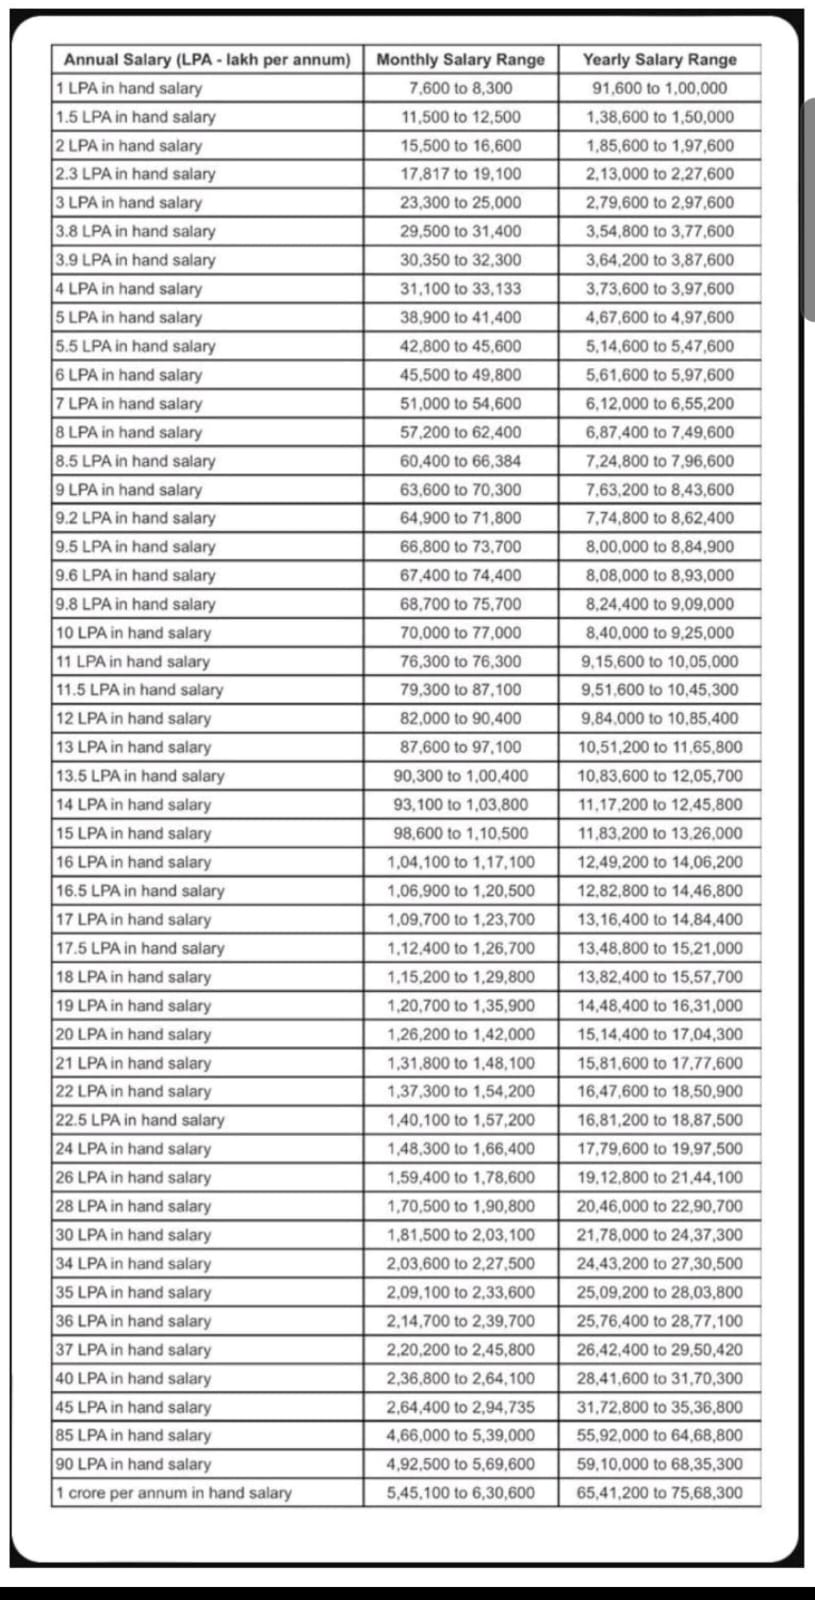 Annual Salary (LPA - lakh per annum) Monthly Salary Range Yearly Salary Range
1 LPA in hand salary 7,600 to 8,300 91,600 to 1,00,000
1.5 LPA in hand salary 11,500 to 12,500 1,38,600 to 1,50,000
2 LPA in hand salary 15,500 to 16,600 1,85,600 to 1,97,600
2.3 LPA in hand salary 17,817 to 19,100 2,13,000 to 2,27,600
3 LPA in hand salary 23,300 to 25,000 2,79,600 to 2,97,600
3.8 LPA in hand salary 29,500 to 31,400 3,54,800 to 3,77,600
3.9 LPA in hand salary 30,350 to 32,300 3,64,200 to 3,87,600
4 LPA in hand salary 31,100 to 33,133 3,73,600 to 3,97,600
5 LPA in hand salary 38,900 to 41,400 4,67,600 to 4,97,600
5.5 LPA in hand salary 42,800 to 45,600 5,14,600 to 5,47,600
6 LPA in hand salary 45,500 to 49,800 5,61,600 to 5,97,600
7 LPA in hand salary 51,000 to 54,600 6,12,000 to 6,55,200
8 LPA in hand salary 57,200 to 62,400 6,87,400 to 7,49,600
8.5 LPA in hand salary 60,400 to 66,384 7,24,800 to 7,96,600
9 LPA in hand salary 63,600 to 70,300 7,63,200 to 8,43,600
9.2 LPA in hand salary 64,900 to 71,800 7,74,800 to 8,62,400
9.5 LPA in hand salary 66,800 to 73,700 8,00,000 to 8,84,900
9.6 LPA in hand salary 67,400 to 74,400 8,08,000 to 8,93,000
9.8 LPA in hand salary 68,700 to 75,700 8,24,400 to 9,09,000
10 LPA in hand salary 70,000 to 77,000 8,40,000 to 9,25,000
11 LPA in hand salary 76,300 to 76,300 9,15,600 to 10,05,000
11.5 LPA in hand salary 79,300 to 87,100 9,51,600 to 10,45,300
12 LPA in hand salary 82,000 to 90,400 9,84,000 to 10,85,400
13 LPA in hand salary 87,600 to 97,100 10,51,200 to 11,65,800
13.5 LPA in hand salary 90,300 to 1,00,400 10,83,600 to 12,05,700
14 LPA in hand salary 93,100 to 1,03,800 11,17,200 to 12,45,800
15 LPA in hand salary 98,600 to 1,10,500 11,83,200 to 13,26,000
16 LPA in hand salary 1,04,100 to 1,17,100 12,49,200 to 14,06,200
16.5 LPA in hand salary 1,06,900 to 1,20,500 12,82,800 to 14,46,800
17 LPA in hand salary 1,09,700 to 1,23,700 13,16,400 to 14,84,400
17.5 LPA in hand salary 1,12,400 to 1,26,700 13,48,800 to 15,21,000
18 LPA in hand salary 1,15,200 to 1,29,800 13,82,400 to 15,57,700
19 LPA in hand salary 1,20,700 to 1,35,900 14,48,400 to 16,31,000
20 LPA in hand salary 1,26,200 to 1,42,000 15,14,400 to 17,04,300
21 LPA in hand salary 1,31,800 to 1,48,100 15,81,600 to 17,77,600
22 LPA in hand salary 1,37,300 to 1,54,200 16,47,600 to 18,50,900
22.5 LPA in hand salary 1,40,100 to 1,57,200 16,81,200 to 18,87,500
24 LPA in hand salary 1,48,300 to 1,66,400 17,79,600 to 19,97,500
26 LPA in hand salary 1,59,400 to 1,78,600 19,12,800 to 21,44,100
28 LPA in hand salary 1,70,500 to 1,90,800 20,46,000 to 22,90,700
30 LPA in hand salary 1,81,500 to 2,03,100 21,78,000 to 24,37,300
34 LPA in hand salary 2,03,600 to 2,27,500 24,43,200 to 27,30,500
35 LPA in hand salary 2,09,100 to 2,33,600 25,09,200 to 28,03,800
36 LPA in hand salary 2,14,700 to 2,39,700 25,76,400 to 28,77,100
37 LPA in hand salary 2,20,200 to 2,45,800 26,42,400 to 29,50,420
40 LPA in hand salary 2,36,800 to 2,64,100 28,41,600 to 31,70,300
45 LPA in hand salary 2,64,400 to 2,94,735 31,72,800 to 35,36,800
85 LPA in hand salary 4,66,000 to 5,39,000 55,92,000 to 64,68,800
90 LPA in hand salary 4,92,500 to 5,69,600 59,10,000 to 68,35,300
1 crore per annum in hand salary 5,45,100 to 6,30,600 65,41,200 to 75,68,300